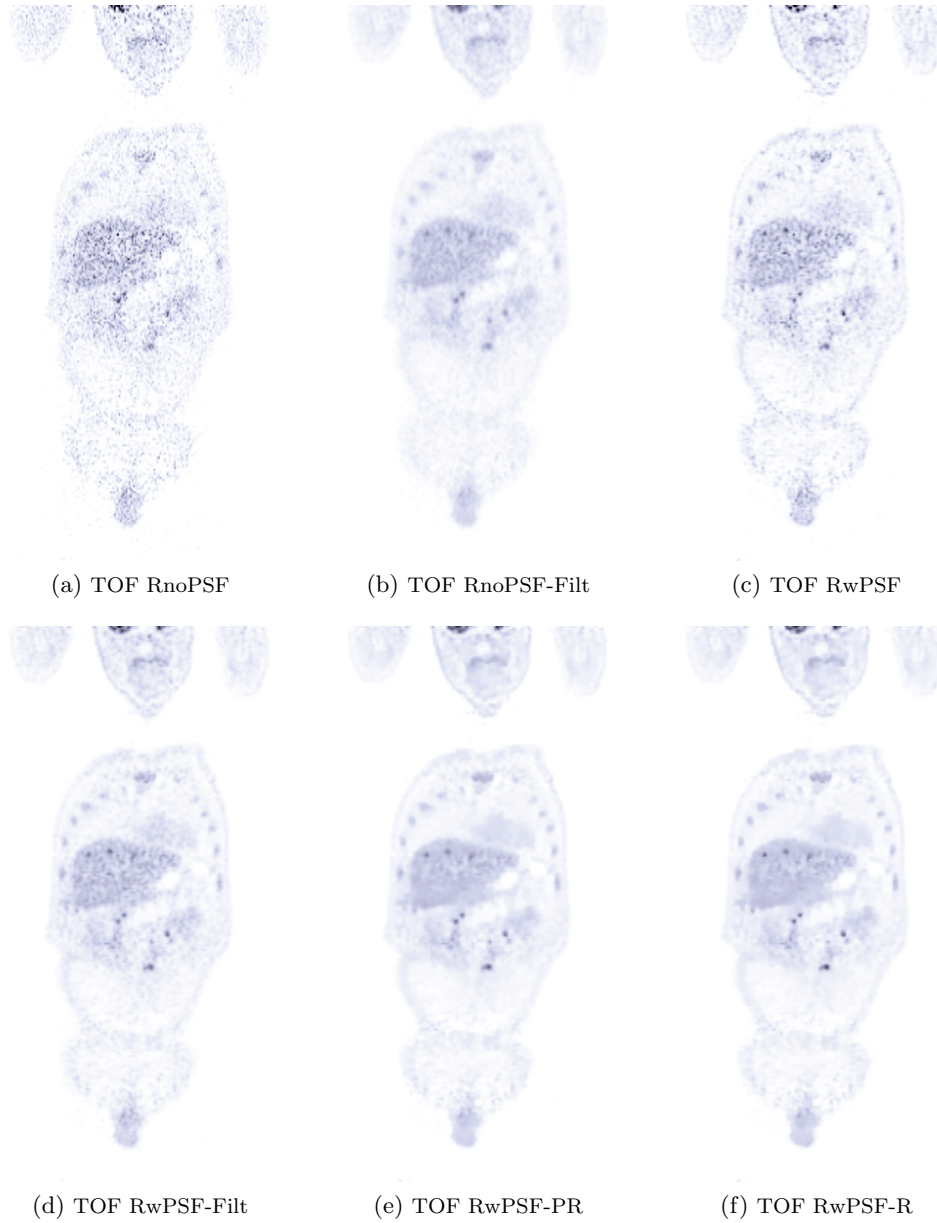 (a) TOF RnoPSF
(b) TOF RnoPSF-Filt
(c) TOF RwPSF
(d) TOF RwPSF-Filt
(e) TOF RwPSF-PR
(f) TOF RwPSF-R